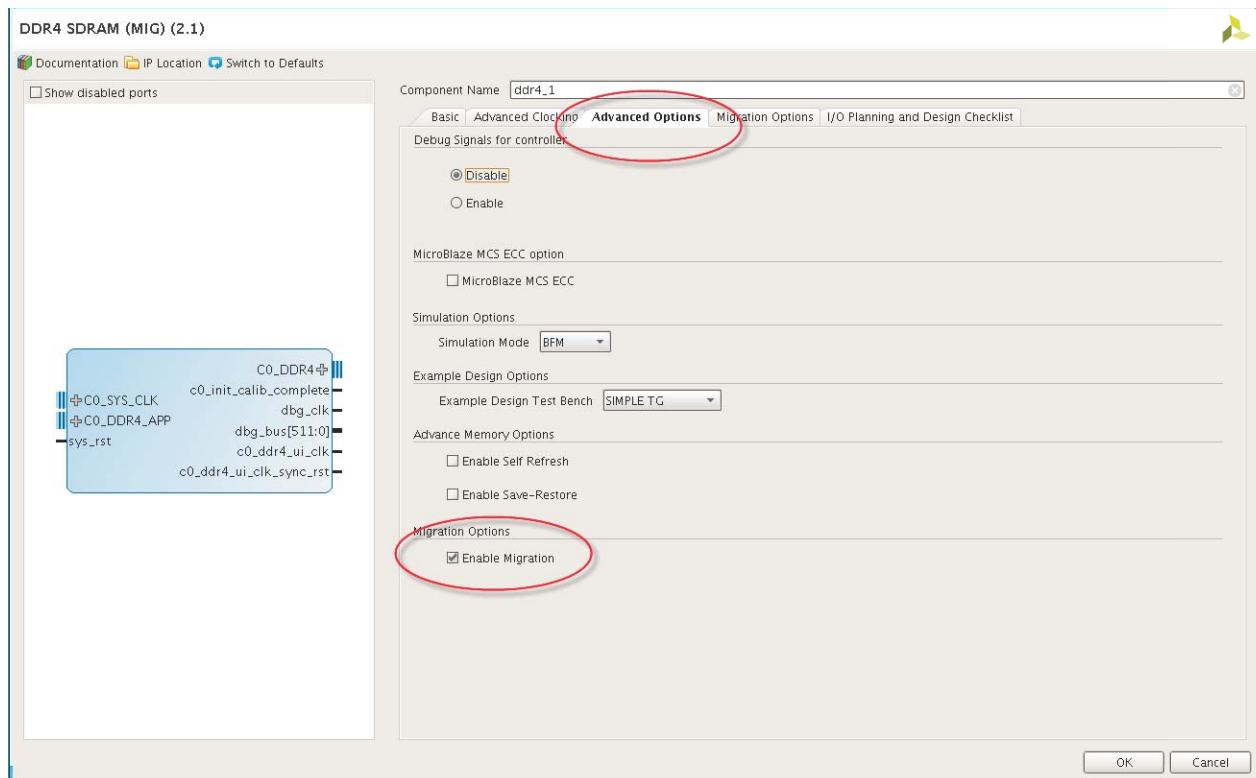 DDR4 SDRAM (MIG) (2.1)
Documentation IP Location Switch to Defaults
Show disabled ports
C0_DDR4
c0_init_calib_complete
C0_SYS_CLK
dbg_clk
C0_DDR4_APP
dbg_bus[511:0]
sys_rst
c0_ddr4_ui_clk
c0_ddr4_ui_clk_sync_rst
Component Name ddr4_1
Basic Advanced Clocking Advanced Options Migration Options I/O Planning and Design Checklist
Debug Signals for controller
Disable
Enable
MicroBlaze MCS ECC option
MicroBlaze MCS ECC
Simulation Options
Simulation Mode BFM
Example Design Options
Example Design Test Bench SIMPLE TG
Advance Memory Options
Enable Self Refresh
Enable Save-Restore
Migration Options
Enable Migration
OK Cancel